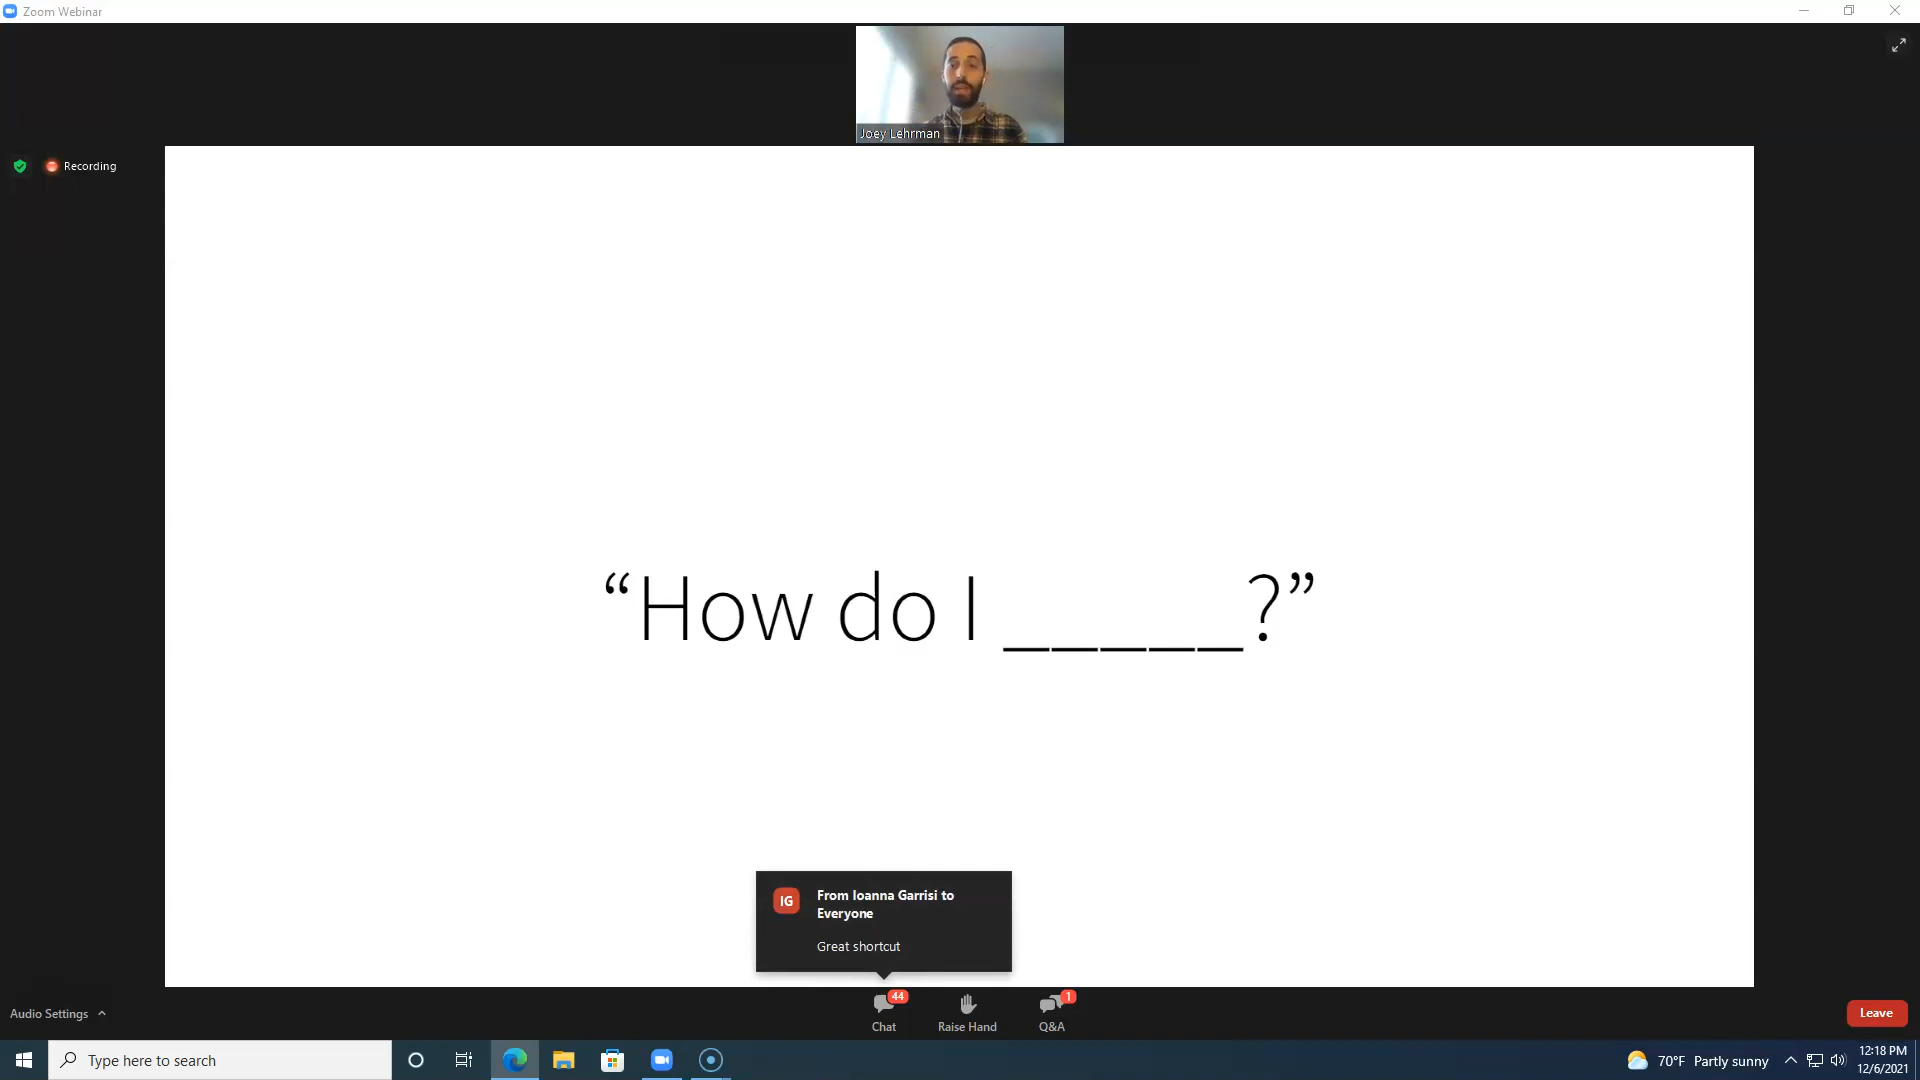 Zoom Webinar
Joey Lehrman
Recording
“How do I _____?”
IG
From Ioanna Garrisi to
Everyone
Great shortcut
Audio Settings
44
Chat
Raise Hand
1
Q&A
Leave
Type here to search
70°F Partly sunny
12:18 PM
12/6/2021